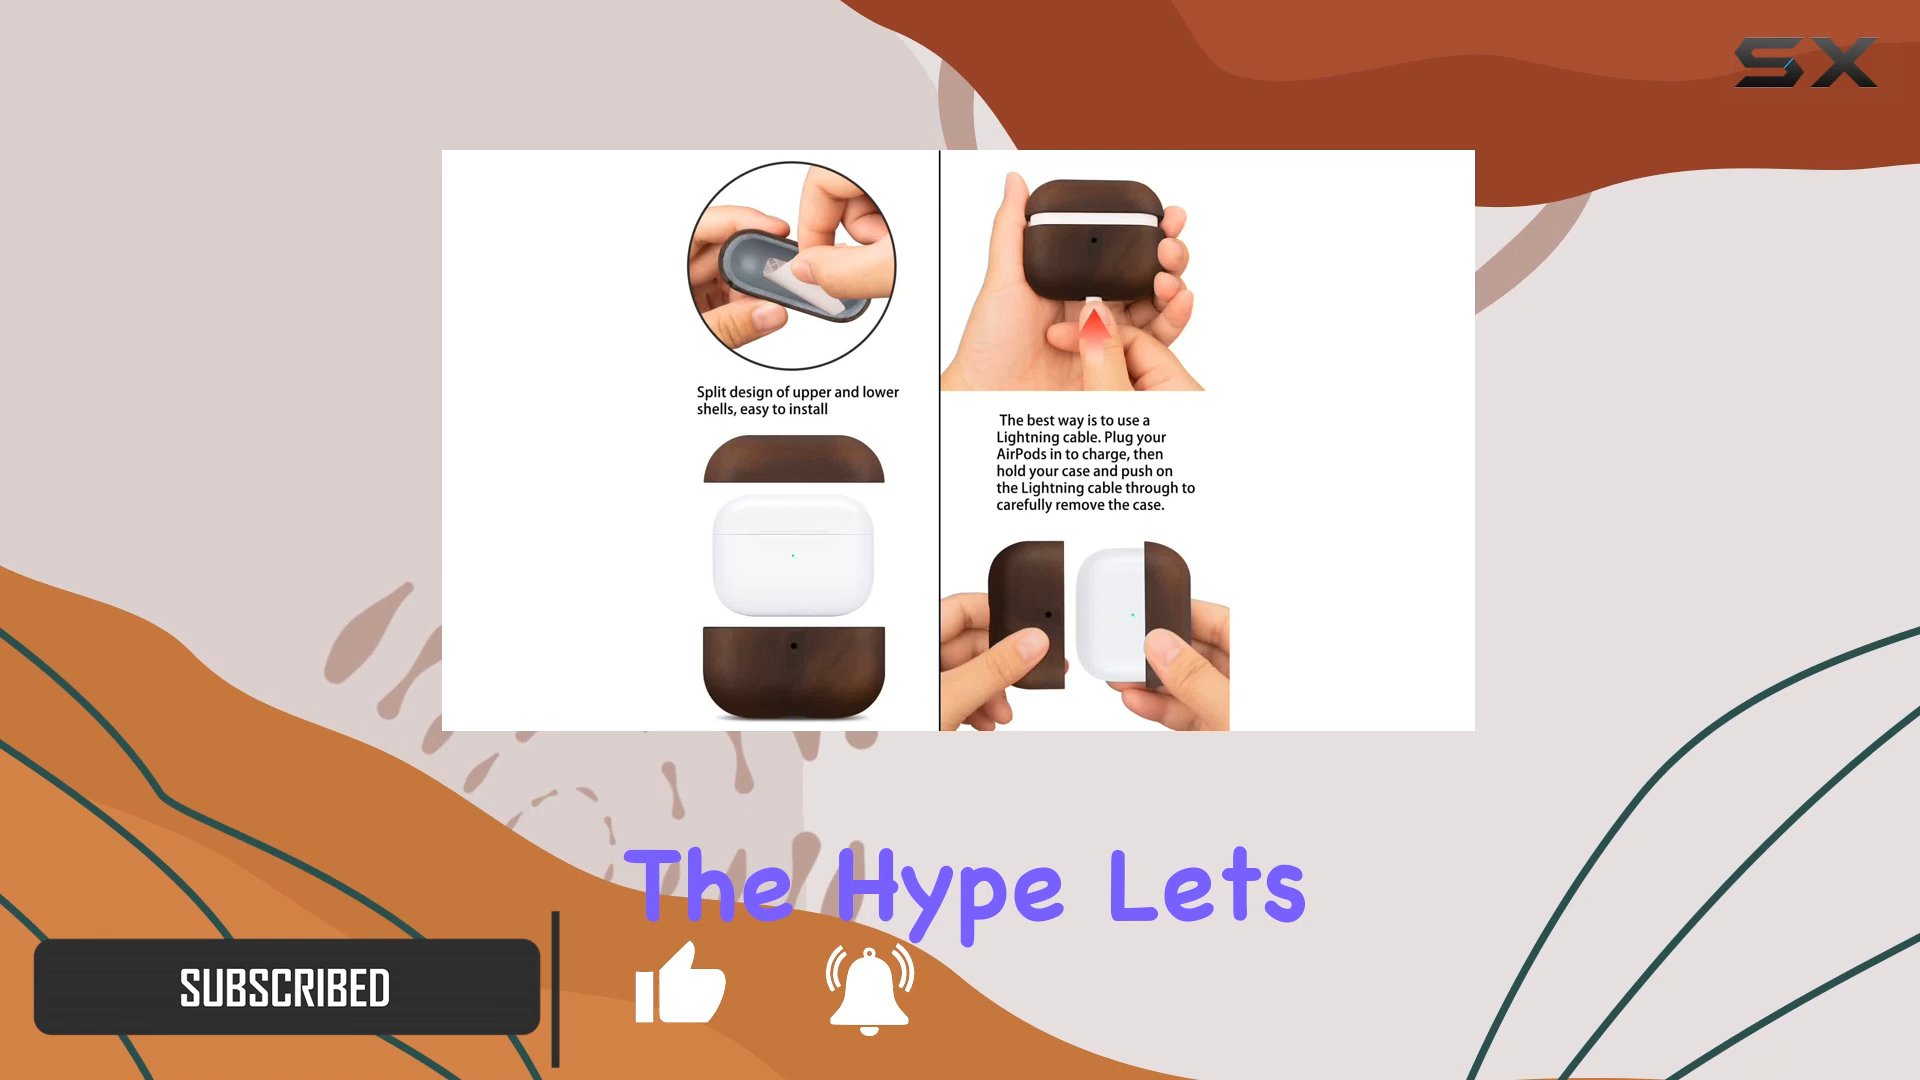 SX
Split design of upper and lower
shells, easy to install
The best way is to use a
Lightning cable. Plug your
AirPods in to charge, then
hold your case and push on
the Lightning cable through to
carefully remove the case.
The Hype Lets
SUBSCRIBED